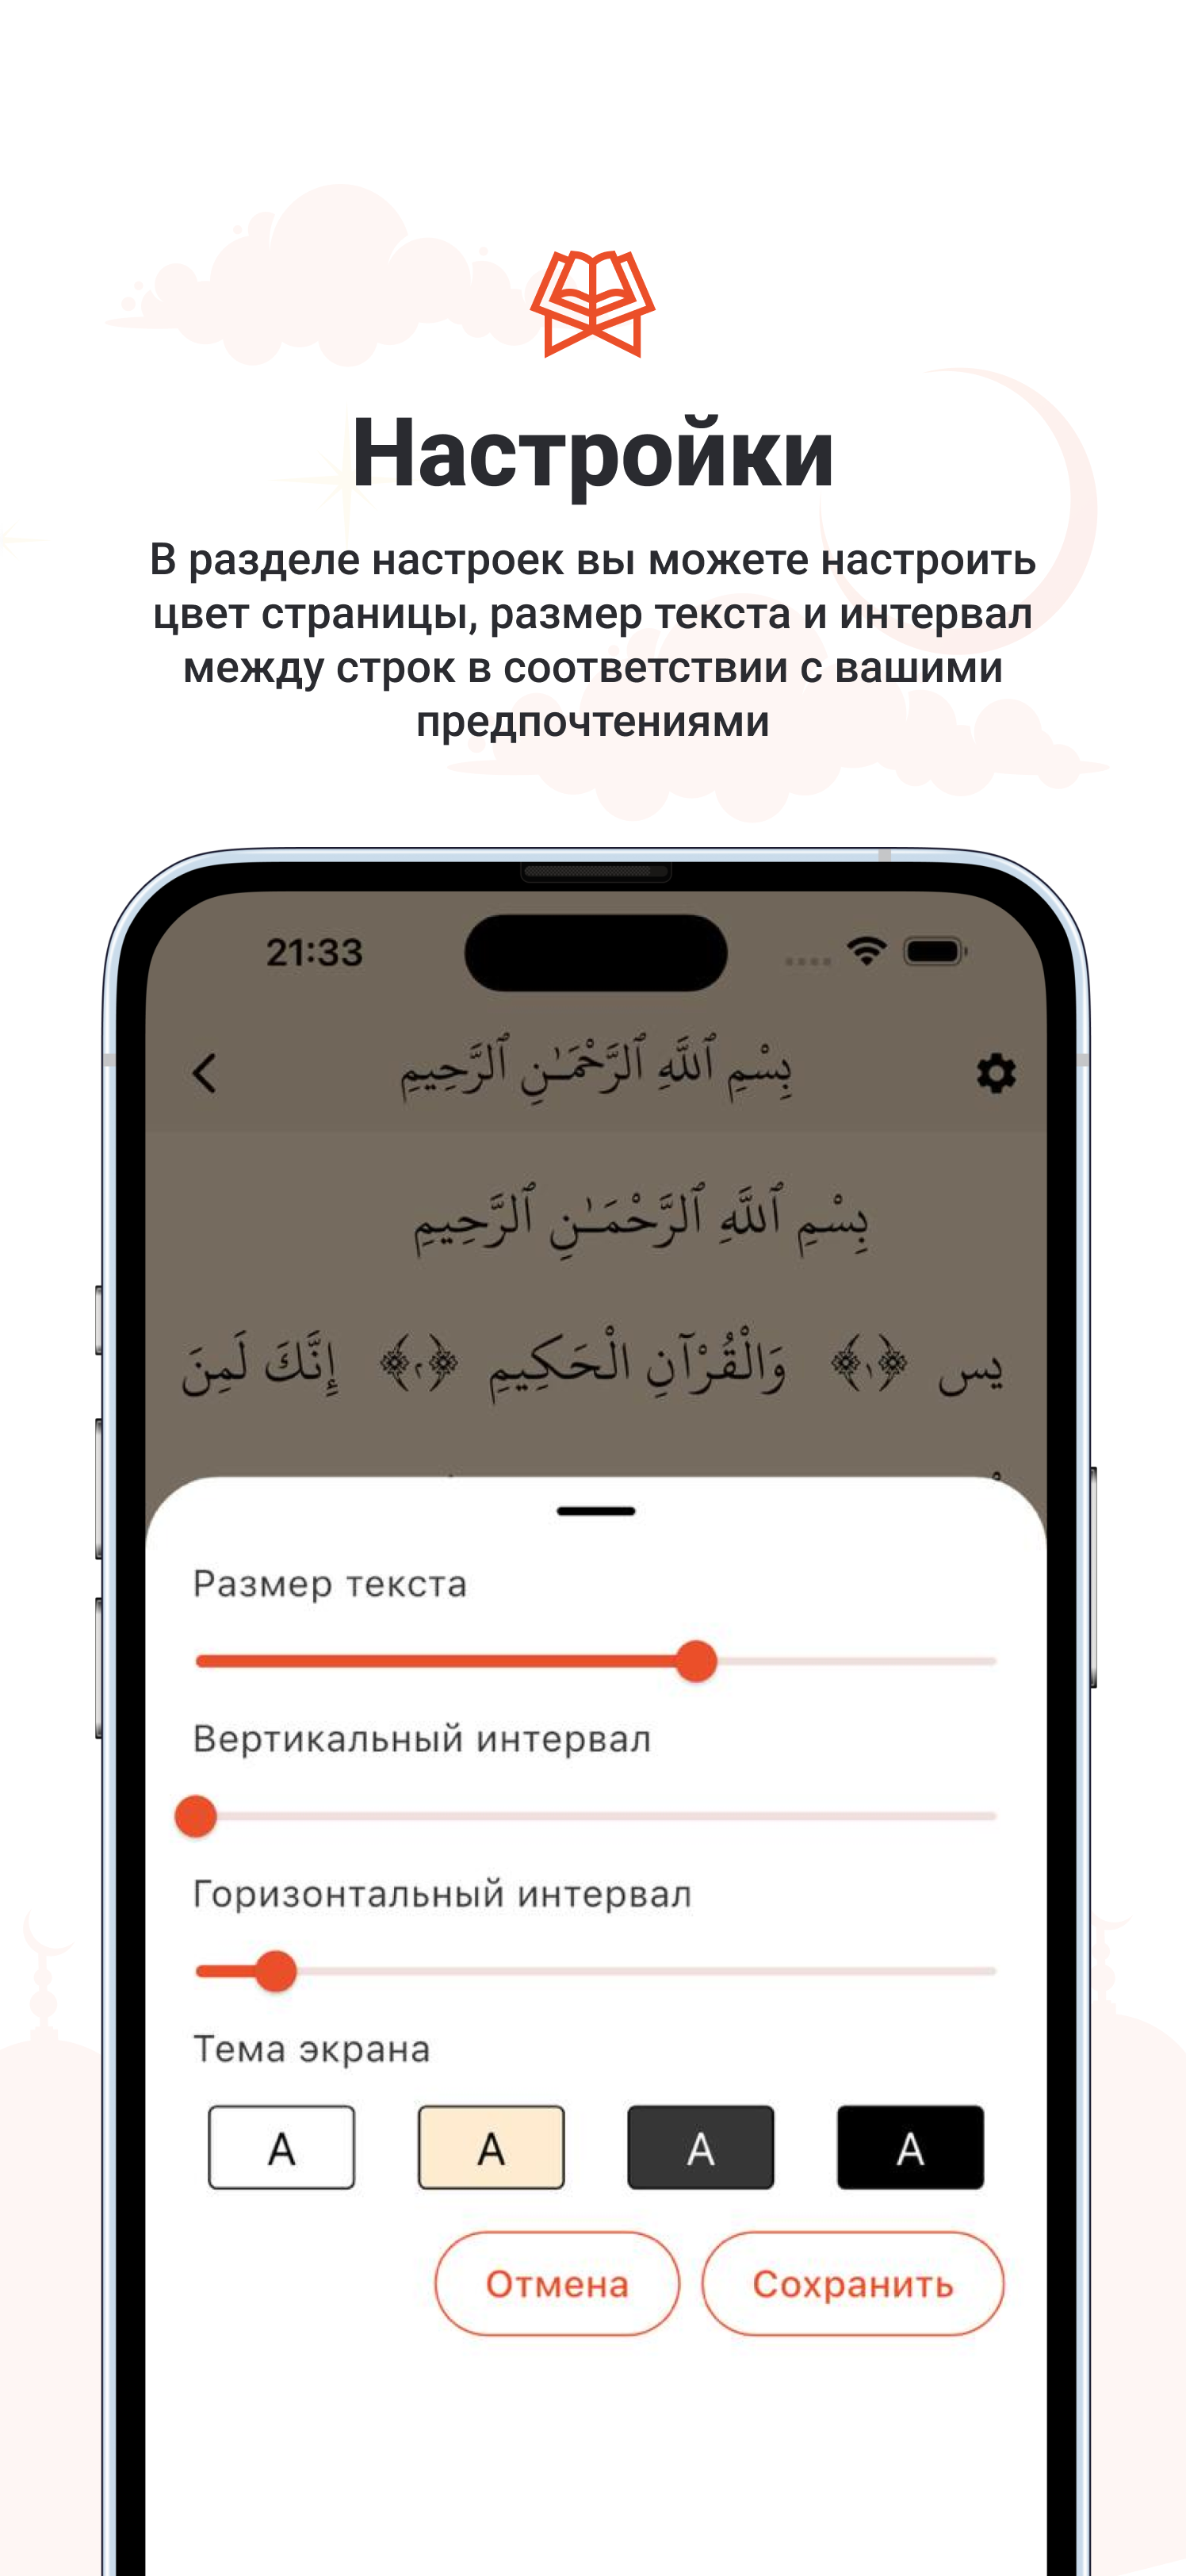 Настройки
В разделе настроек вы можете настроить
цвет страницы, размер текста и интервал
между строк в соответствии с вашими
предпочтениями
21:33
بِسْمِ ٱللَّهِ ٱلرَّحْمَـٰنِ ٱلرَّحِيمِ
بِسْمِ ٱللَّهِ ٱلرَّحْمَـٰنِ ٱلرَّحِيمِ
يس ﴿١﴾ وَالْقُرْآنِ الْحَكِيمِ ﴿٢﴾ إِنَّكَ لَمِنَ
Размер текста
Вертикальный интервал
Горизонтальный интервал
Тема экрана
A A A A
Отмена Сохранить